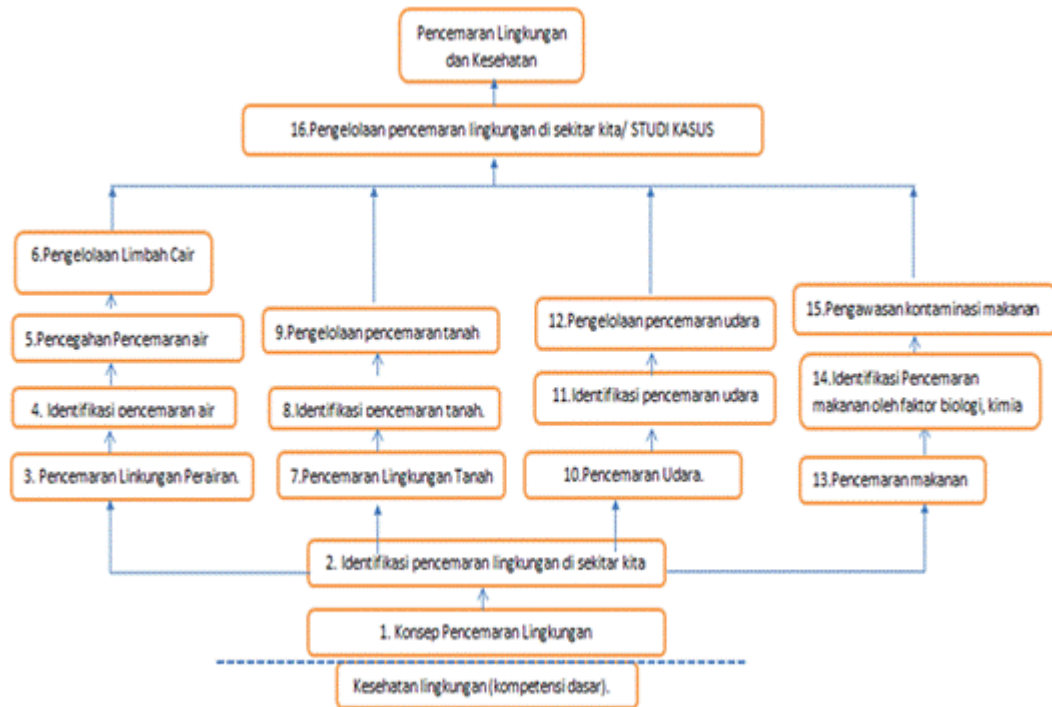 Pencemaran Lingkungan
dan Kesehatan
16.Pengelolaan pencemaran lingkungan di sekitar kita/ STUDI KASUS
6.Pengelolaan Limbah Cair
5.Pencegahan Pencemaran air
4. Identifikasi pencemaran air
3. Pencemaran Linkungan Perairan.
9.Pengelolaan pencemaran tanah
8.Identifikasi pencemaran tanah.
7.Pencemaran Lingkungan Tanah
12.Pengelolaan pencemaran udara
11.Identifikasi pencemaran udara
10.Pencemaran Udara.
15.Pengawasan kontaminasi makanan
14.Identifikasi Pencemaran
makanan oleh faktor biologi, kimia
13.Pencemaran makanan
2. Identifikasi pencemaran lingkungan di sekitar kita
1. Konsep Pencemaran Lingkungan
Kesehatan lingkungan (kompetensi dasar).